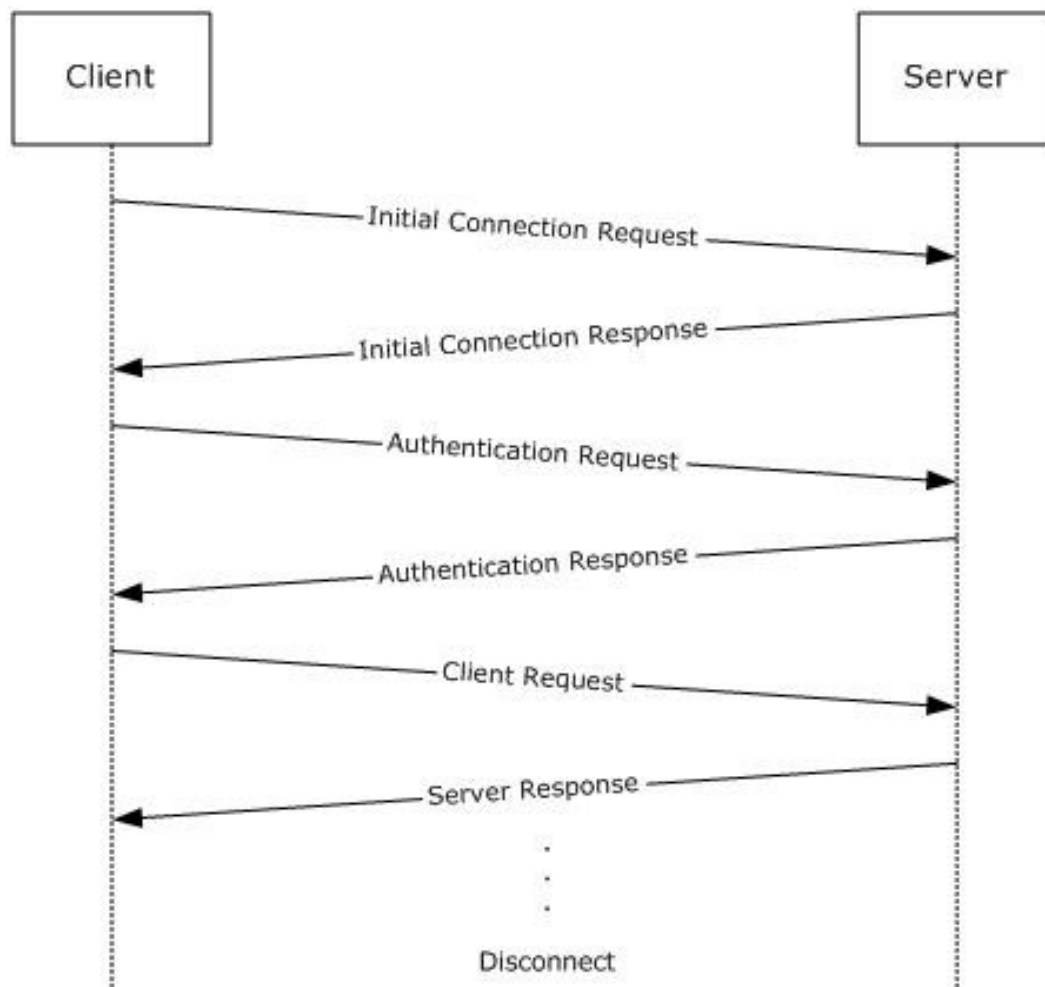 Client
Server
Initial Connection Request
Initial Connection Response
Authentication Request
Authentication Response
Client Request
Server Response
.
.
.
Disconnect